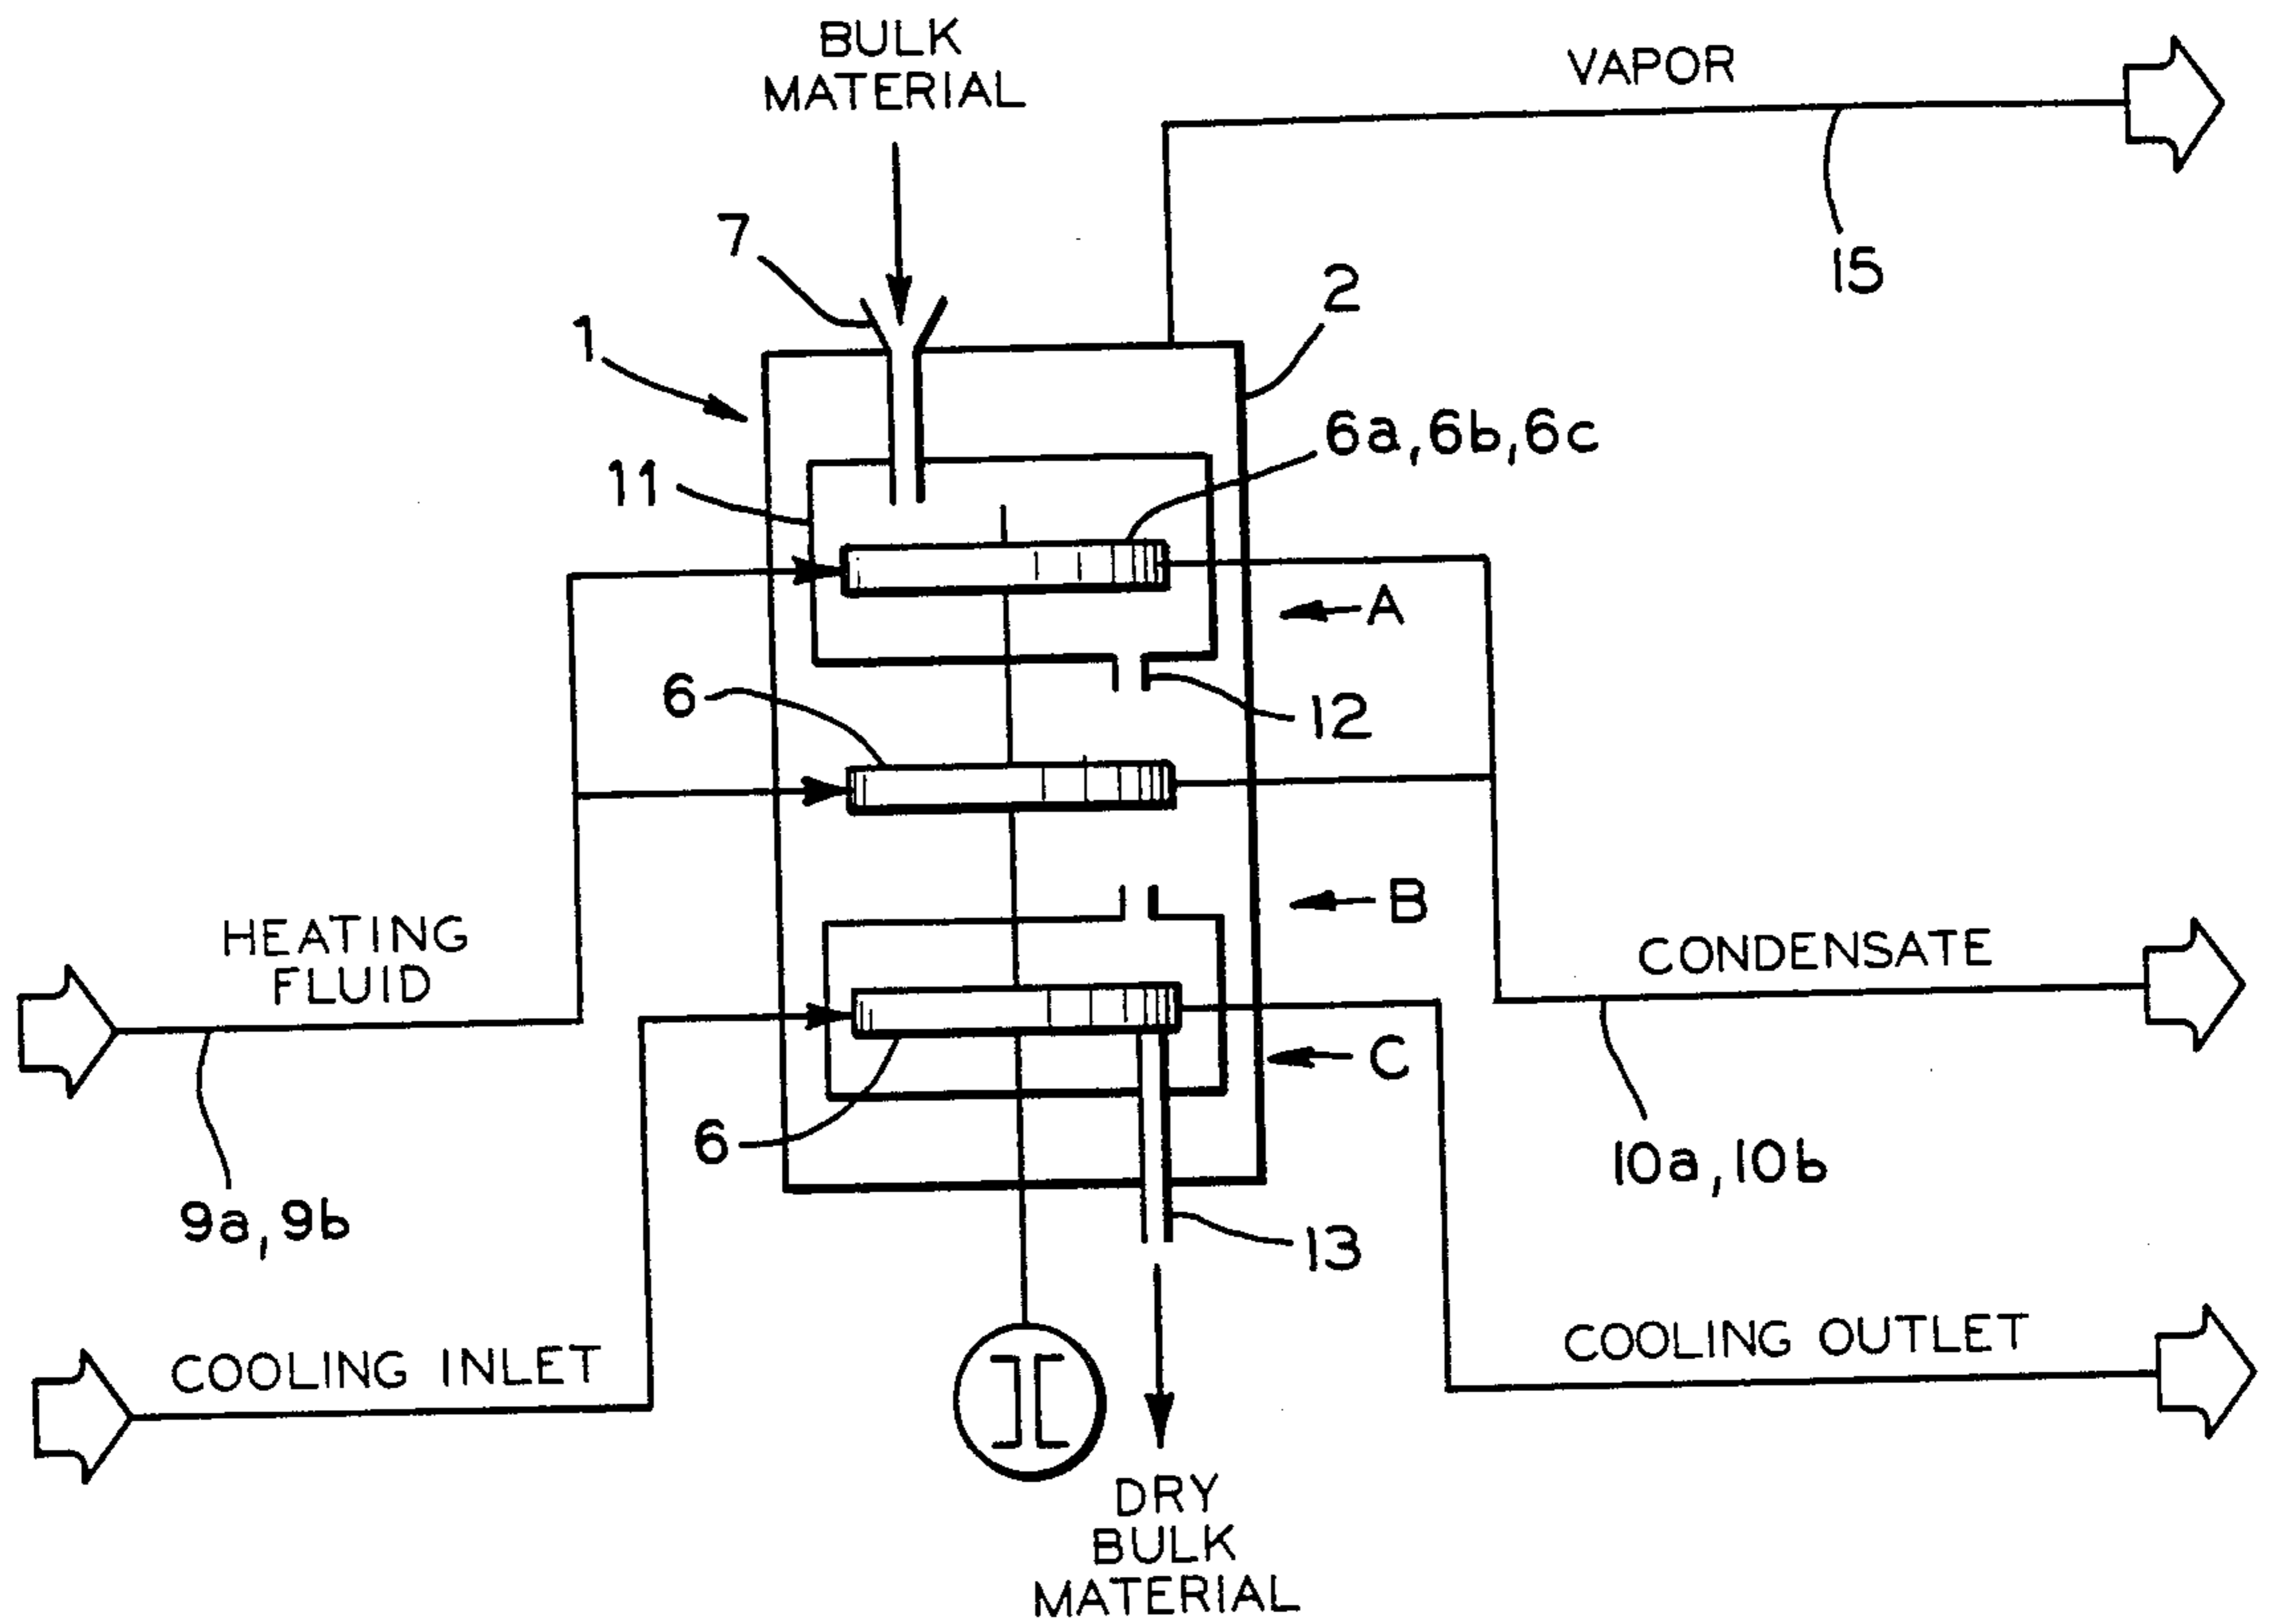 BULK
MATERIAL
VAPOR
7
15
2
1
6a, 6b, 6c
11
A
6
12
B
HEATING
FLUID
CONDENSATE
C
6
10a, 10b
9a, 9b
13
COOLING INLET
COOLING OUTLET
DRY
BULK
MATERIAL